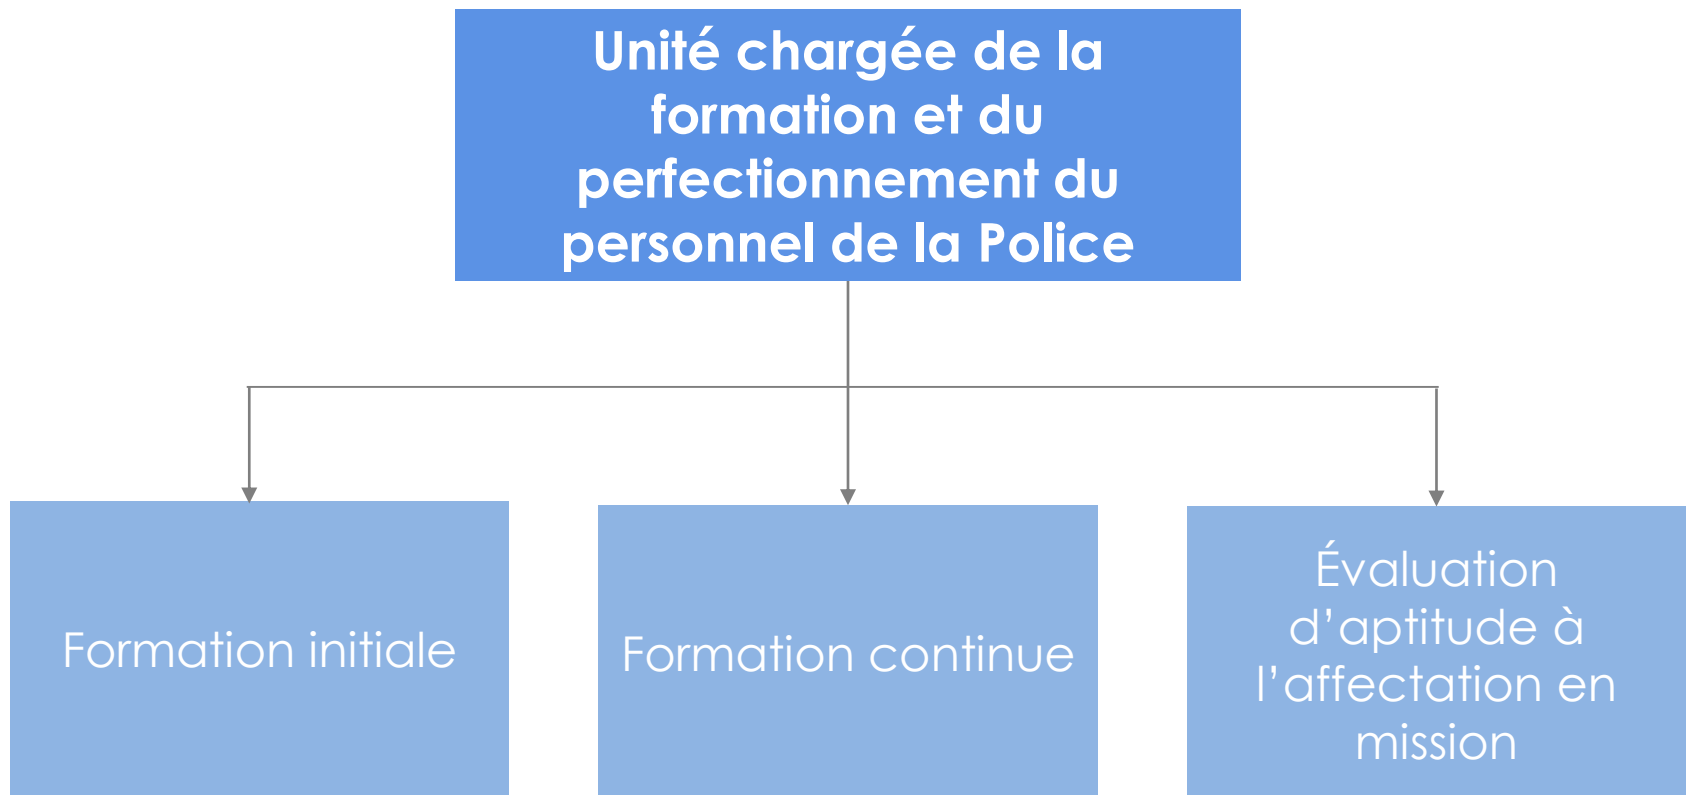 Unité chargée de la
formation et du
perfectionnement du
personnel de la Police
Formation initiale
Formation continue
Évaluation
d’aptitude à
l’affectation en
mission